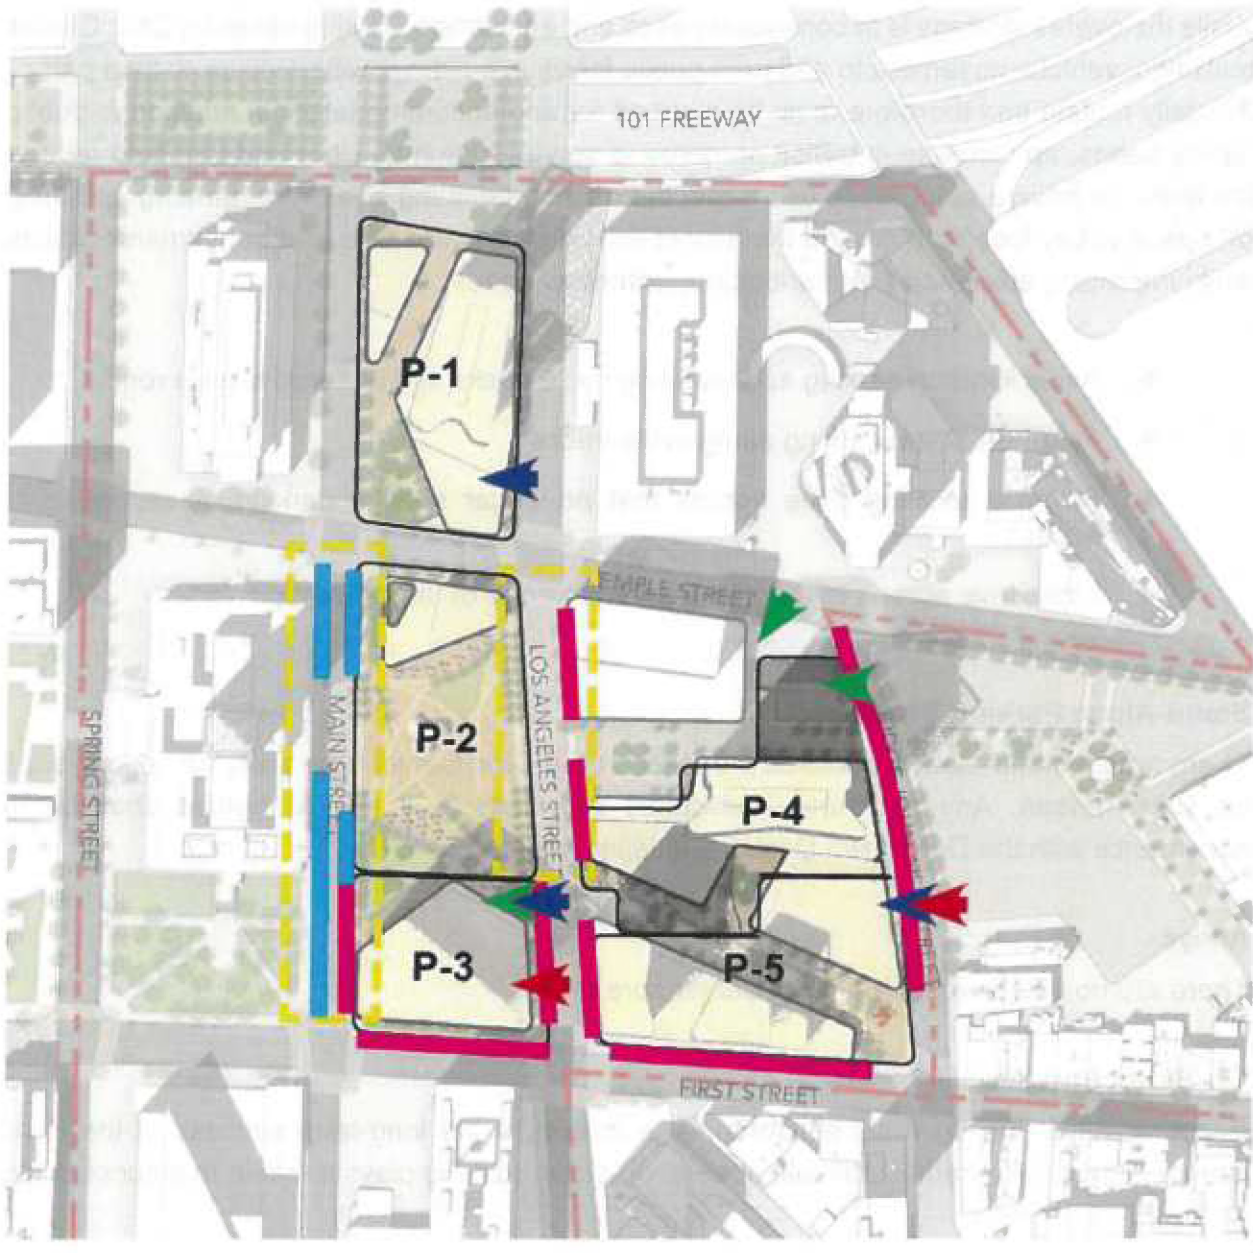 101 FREEWAY
P-1
TEMPLE STREET
LOS ANGELES STREET
MAIN STREET
SPRING STREET
P-2
P-4
P-3
P-5
FIRST STREET